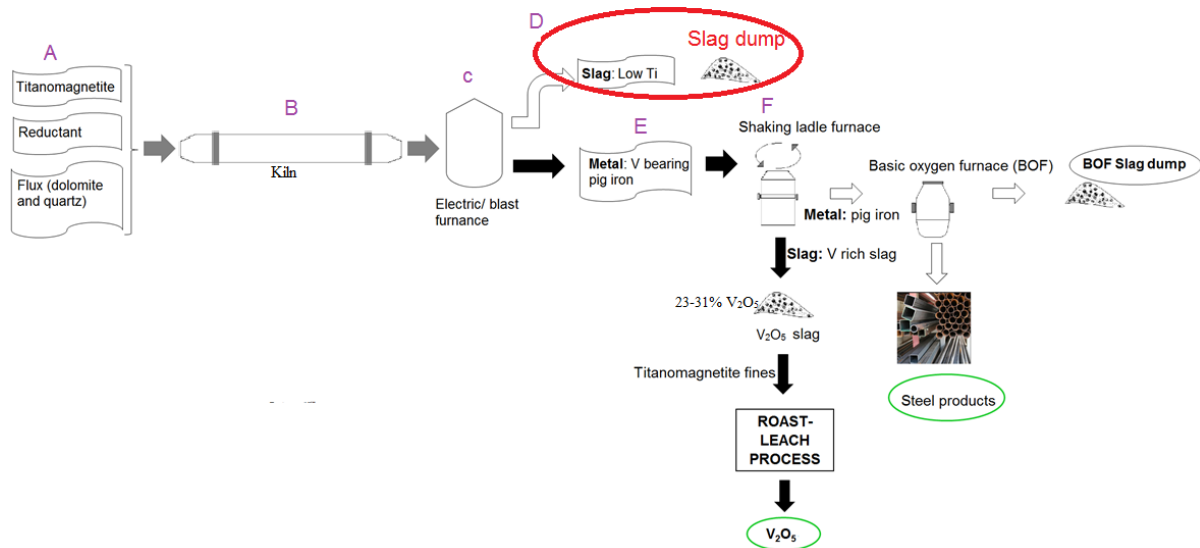 A
Titanomagnetite
Reductant
Flux (dolomite
and quartz)
B
Kiln
c
Electric/ blast
furnance
D
Slag dump
Slag: Low Ti
E
Metal: V bearing
pig iron
F
Shaking ladle furnace
Metal: pig iron
Basic oxygen furnace (BOF)
BOF Slag dump
Slag: V rich slag
23-31% V₂O₅
V₂O₅ slag
Titanomagnetite fines
ROAST-
LEACH
PROCESS
V₂O₅
Steel products